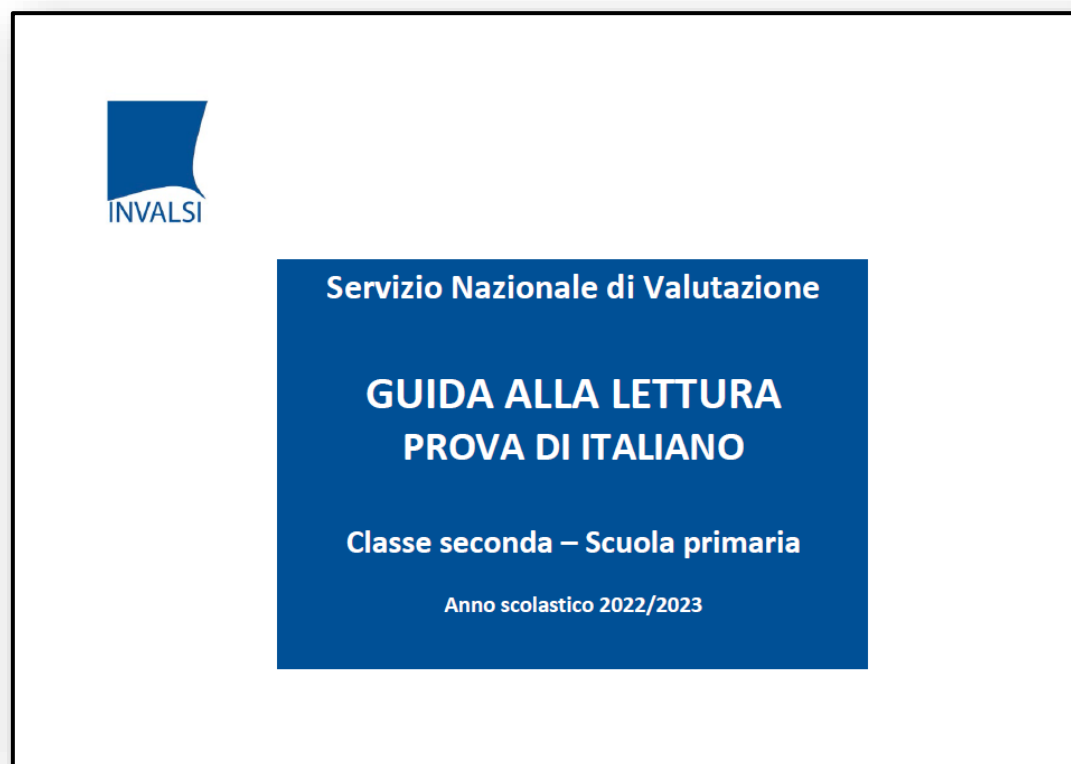 INVALSI
Servizio Nazionale di Valutazione
GUIDA ALLA LETTURA
PROVA DI ITALIANO
Classe seconda – Scuola primaria
Anno scolastico 2022/2023